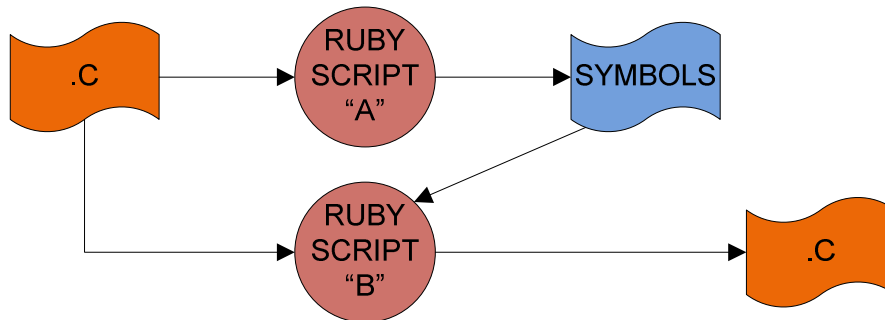 .C
RUBY
SCRIPT
“A”
SYMBOLS
RUBY
SCRIPT
“B”
.C